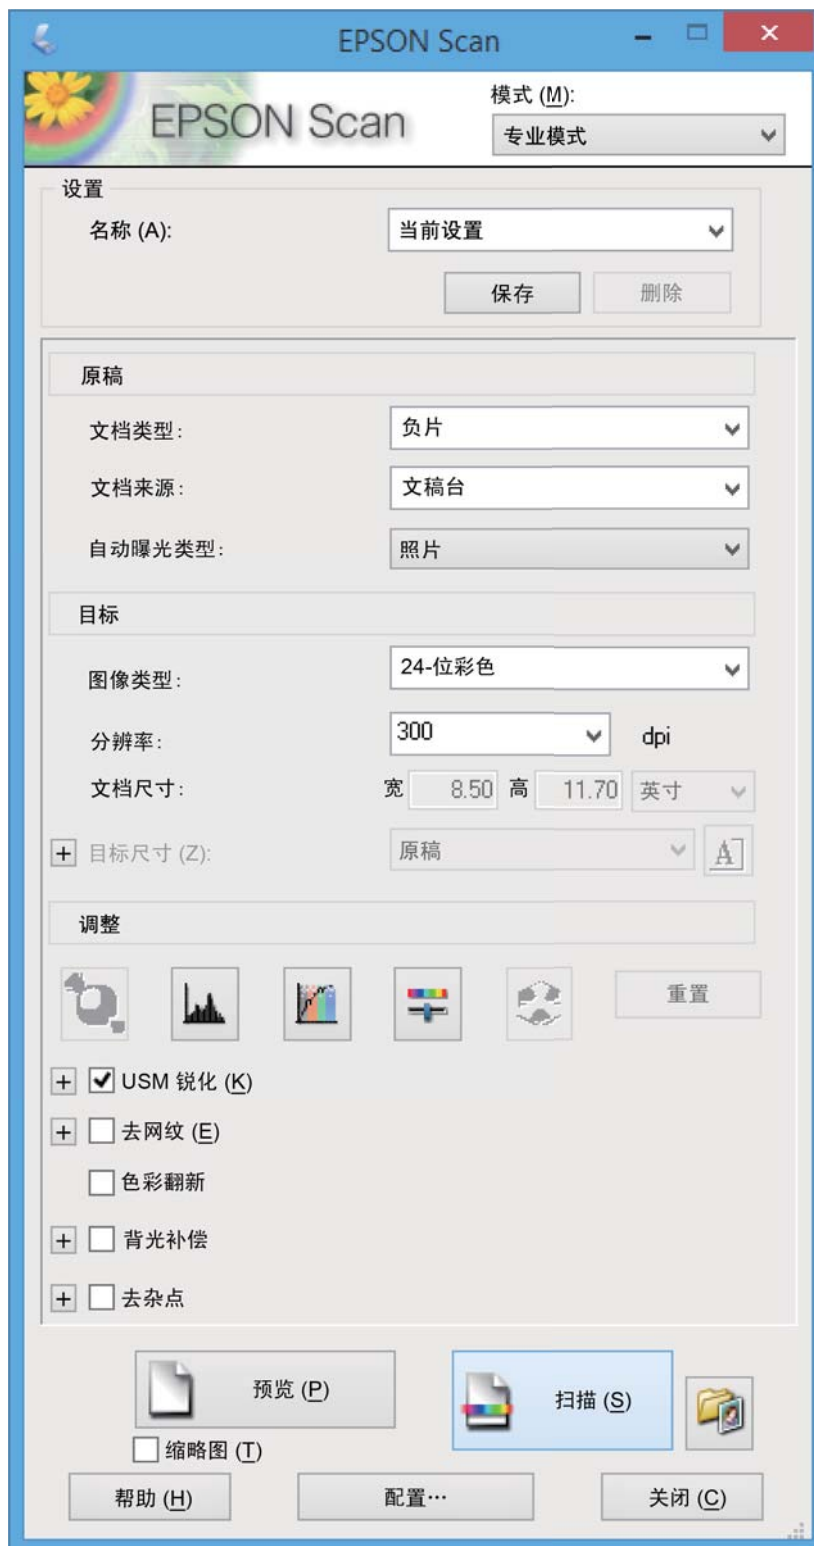 EPSON Scan
EPSON Scan
模式 (M):
专业模式
设置
名称 (A):
当前设置
保存
删除
原稿
文档类型:
负片
文档来源:
文稿台
自动曝光类型:
照片
目标
图像类型:
24-位彩色
分辨率:
300
dpi
文档尺寸:
宽
8.50
高
11.70
英寸
目标尺寸 (Z):
原稿
A
调整
重置
USM 锐化 (K)
去网纹 (E)
色彩翻新
背光补偿
去杂点
预览 (P)
扫描 (S)
缩略图 (T)
帮助 (H)
配置…
关闭 (C)